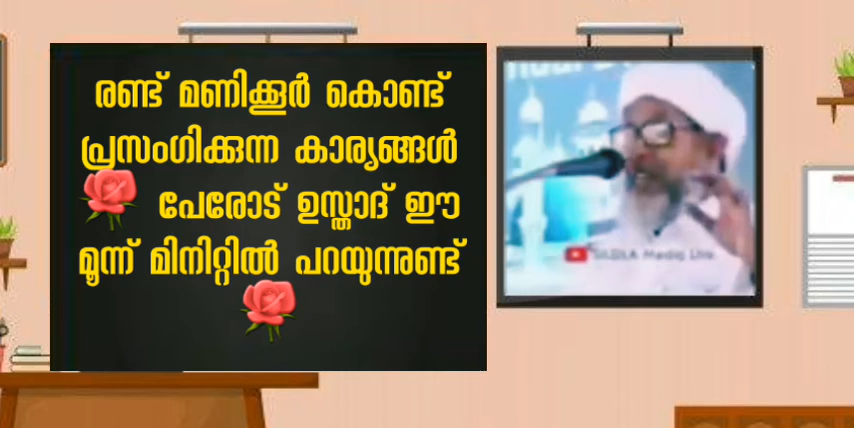 രണ്ട് മണിക്കൂർ കൊണ്ട്
പ്രസംഗിക്കുന്ന കാര്യങ്ങൾ
പേരോട് ഉസ്താദ് ഈ
മൂന്ന് മിനിറ്റിൽ പറയുന്നുണ്ട്